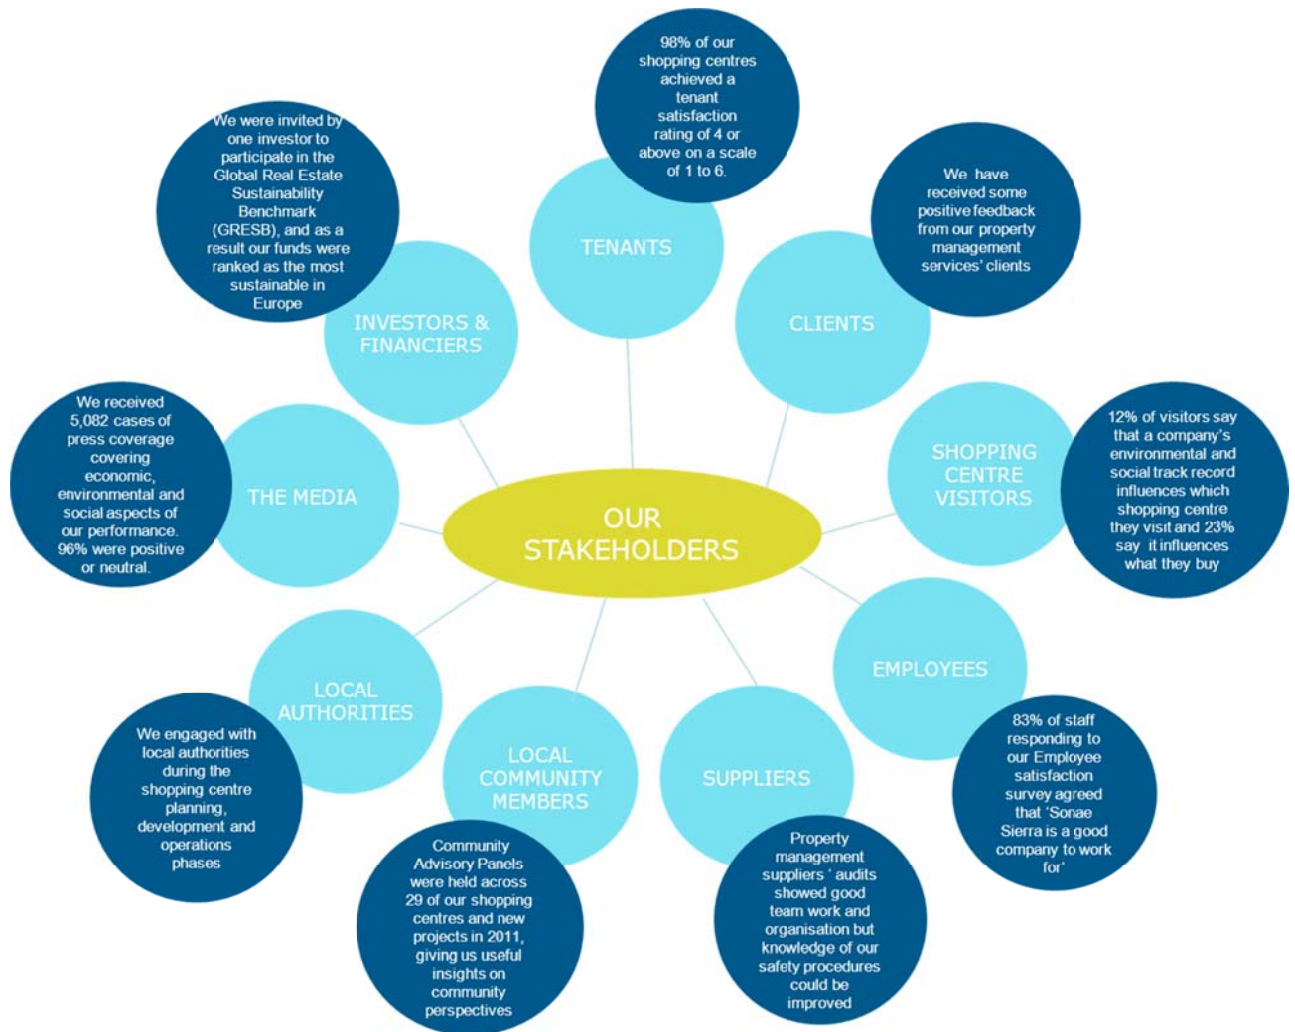 OUR
STAKEHOLDERS
98% of our
shopping centres
achieved a
tenant
satisfaction
rating of 4 or
above on a scale
of 1 to 6.
TENANTS
We have
received some
positive feedback
from our property
management
services' clients
CLIENTS
12% of visitors say
that a company's
environmental and
social track record
influences which
shopping centre
they visit and 23%
say it influences
what they buy
SHOPPING
CENTRE
VISITORS
EMPLOYEES
83% of staff
responding to
our Employee
satisfaction
survey agreed
that 'Sonae
Sierra is a good
company to work
for'
SUPPLIERS
Property
management
suppliers ' audits
showed good
team work and
organisation but
knowledge of our
safety procedures
could be
improved
LOCAL
COMMUNITY
MEMBERS
Community
Advisory Panels
were held across
29 of our shopping
centres and new
projects in 2011,
giving us useful
insights on
community
perspectives
LOCAL
AUTHORITIES
We engaged with
local authorities
during the
shopping centre
planning,
development and
operations
phases
THE MEDIA
We received
5,082 cases of
press coverage
covering
economic,
environmental and
social aspects of
our performance.
96% were positive
or neutral.
INVESTORS &
FINANCIERS
We were invited by
one investor to
participate in the
Global Real Estate
Sustainability
Benchmark
(GRESB), and as a
result our funds were
ranked as the most
sustainable in
Europe